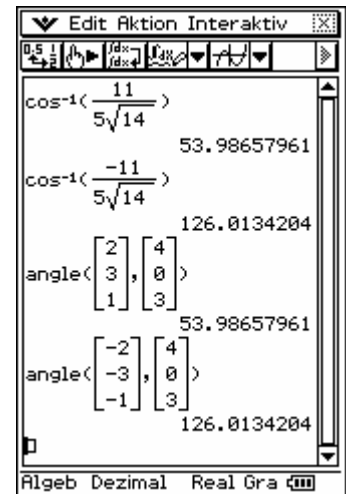 Edit Aktion Interaktiv
cos⁻¹(11/(5√14))
53.98657961
cos⁻¹(-11/(5√14))
126.0134204
angle([2 3 1],[4 0 3])
53.98657961
angle([-2 -3 -1],[4 0 3])
126.0134204
Algeb Dezimal Real Gra